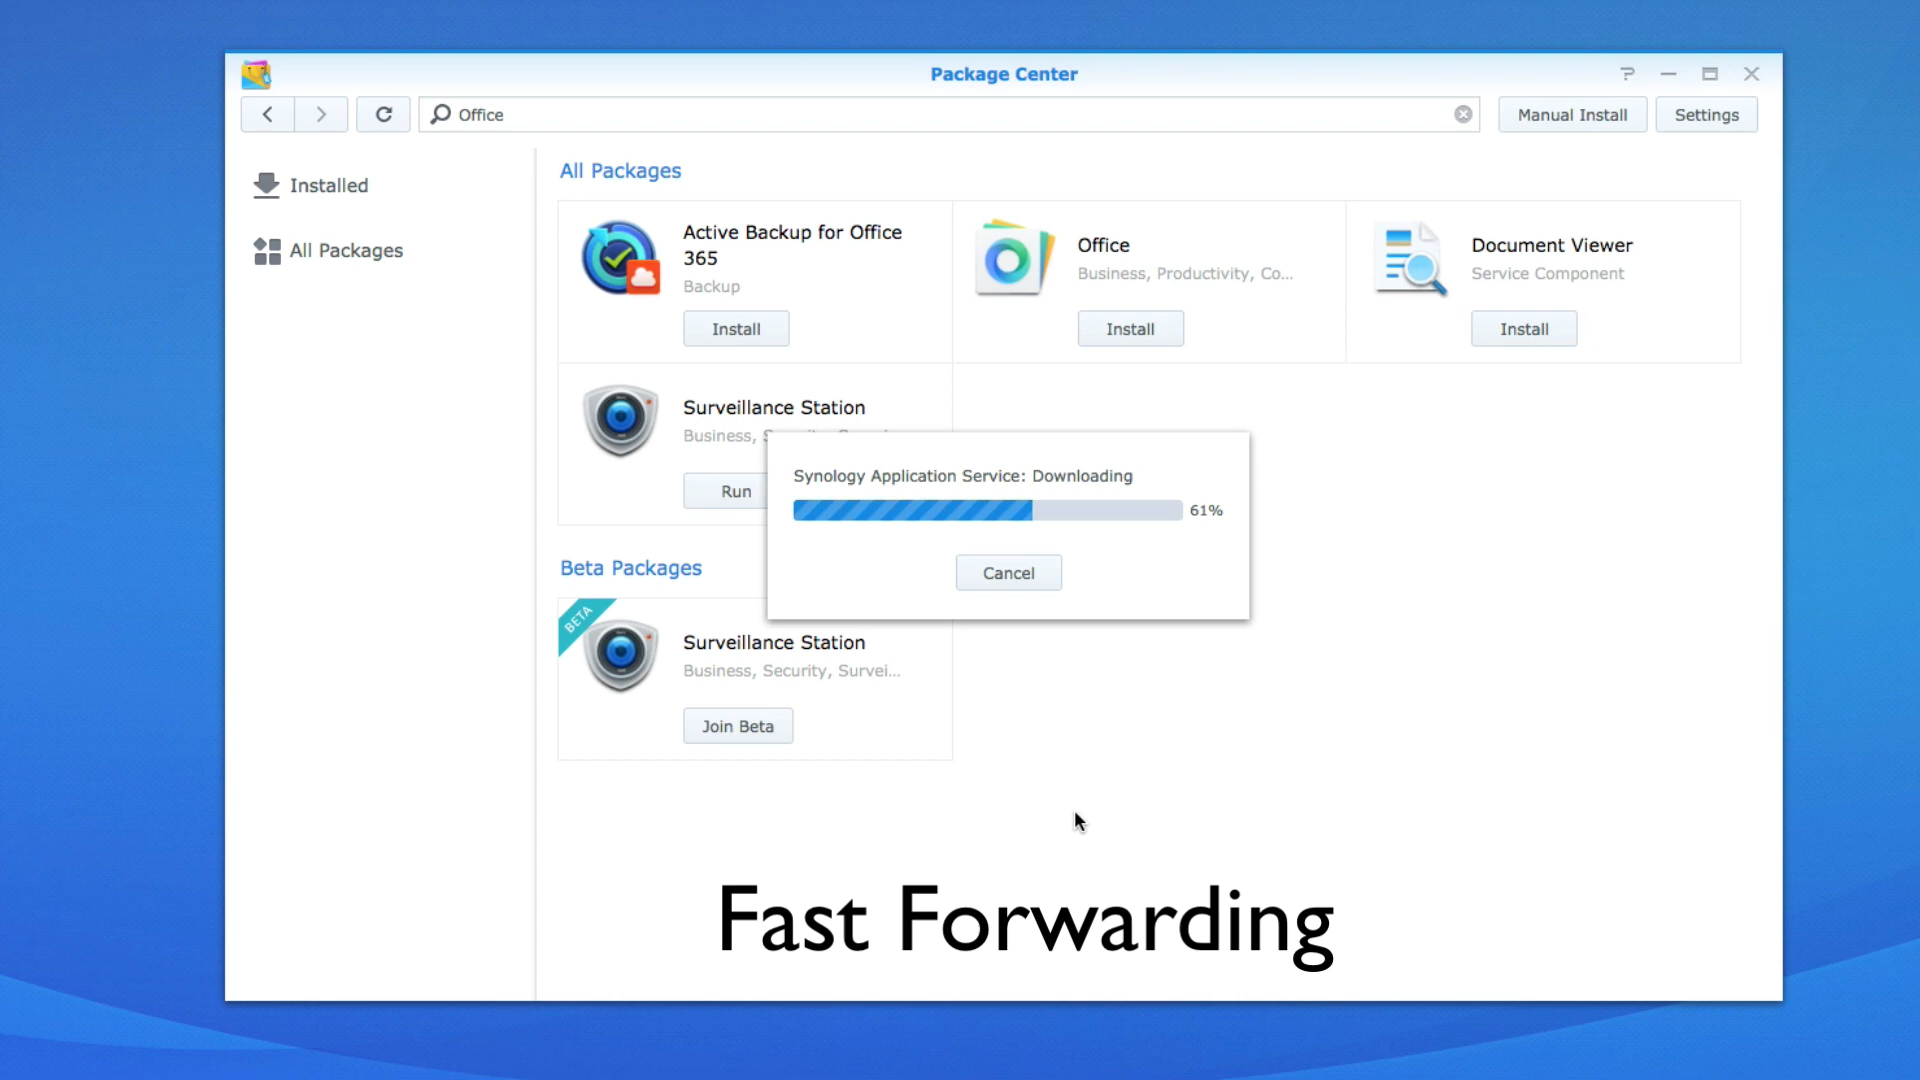 Package Center
Office
Manual Install
Settings
Installed
All Packages
All Packages
Active Backup for Office
365
Backup
Install
Office
Business, Productivity, Co...
Install
Document Viewer
Service Component
Install
Surveillance Station
Business,
Run
Synology Application Service: Downloading
61%
Cancel
Beta Packages
BETA
Surveillance Station
Business, Security, Survei...
Join Beta
Fast Forwarding